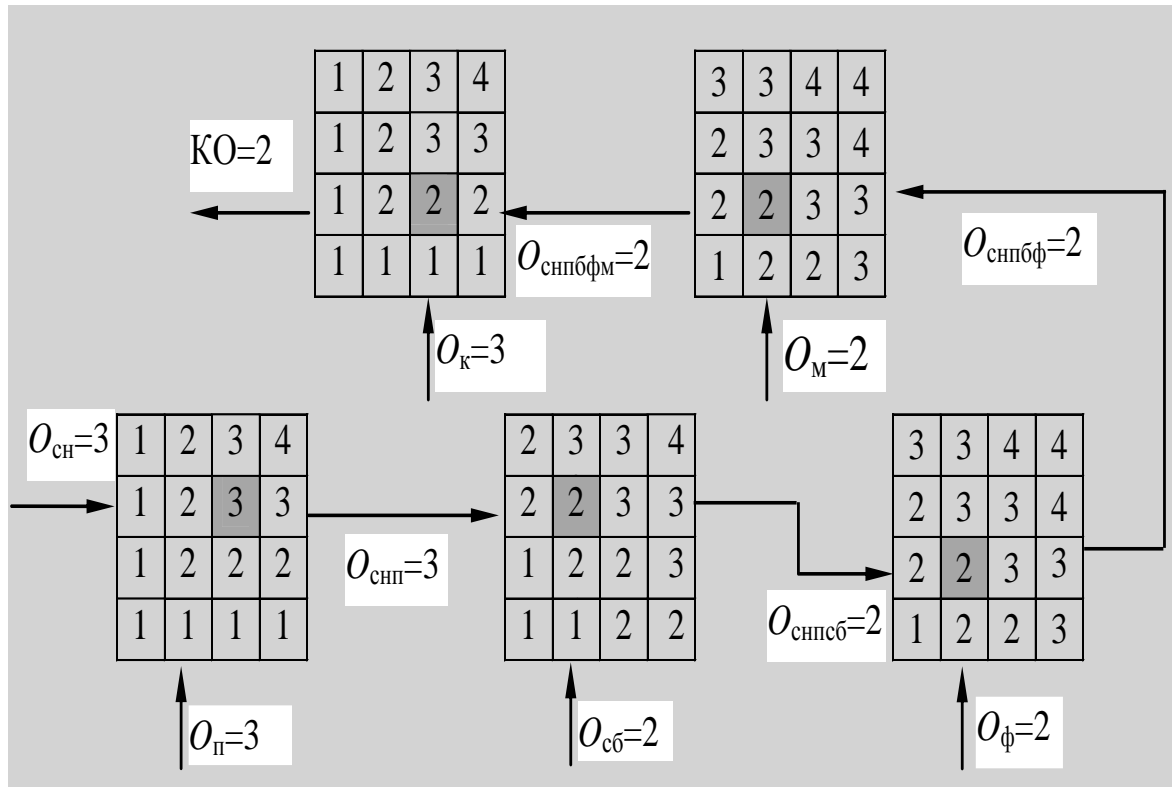 1 2 3 4
1 2 3 3
1 2 2 2
1 1 1 1
3 3 4 4
2 3 3 4
2 2 3 3
1 2 2 3
КО=2
Oснпбфм=2
Oснпбф=2
Oк=3
Oм=2
Oсн=3
1 2 3 4
1 2 3 3
1 2 2 2
1 1 1 1
Oснп=3
2 3 3 4
2 2 3 3
1 2 2 3
1 1 2 2
Oснпсб=2
3 3 4 4
2 3 3 4
2 2 3 3
1 2 2 3
Oп=3
Oсб=2
Oф=2